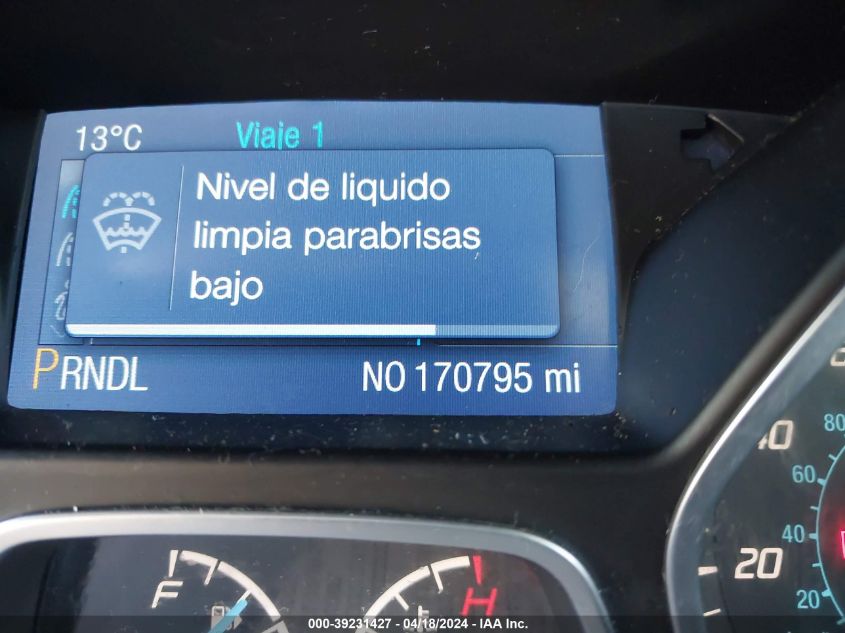 13°C Viaje 1
Nivel de liquido
limpia parabrisas
bajo
PRNDL NO 170795 mi
40 80
60
40
20 20
F H
000-39231427 - 04/18/2024 - IAA Inc.